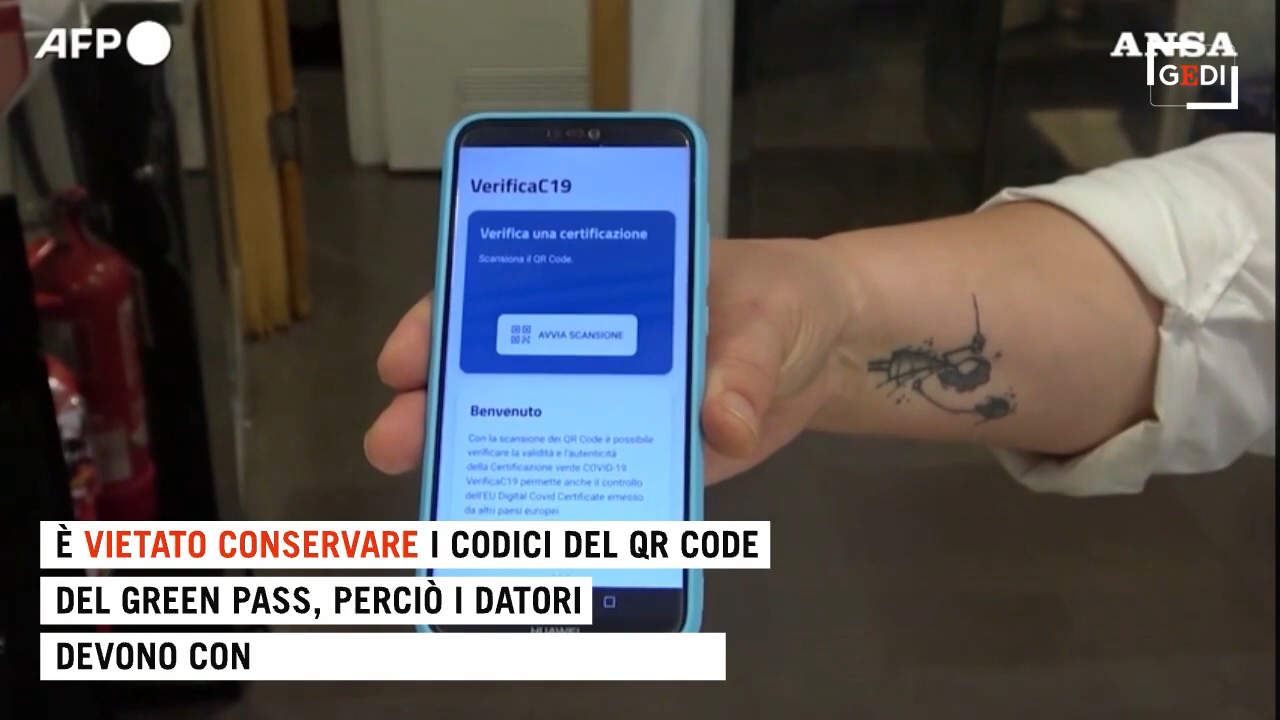 AFP
ANSA
GEDI
VerificaC19
Verifica una certificazione
Scansiona il QR Code.
AVVIA SCANSIONE
Benvenuto
Con la scansione dei QR Code è possibile
verificare la validità e l'autenticità
della Certificazione verde COVID-19
VerificaC19 permette anche il controllo
dell'EU Digital Covid Certificate emesso
da altri paesi europei
È VIETATO CONSERVARE I CODICI DEL QR CODE
DEL GREEN PASS, PERCIÒ I DATORI
DEVONO CON
HUAWEI